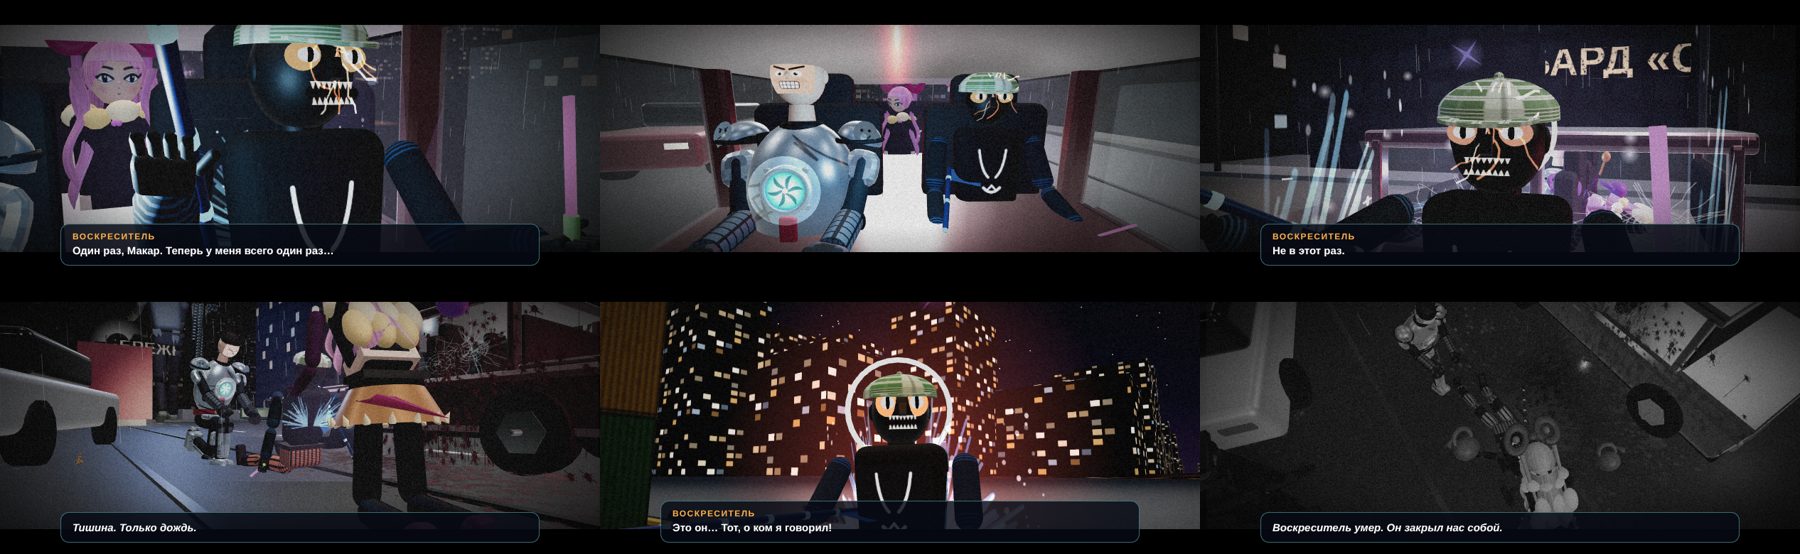 ВОСКРЕСИТЕЛЬ
Один раз, Макар. Теперь у меня всего один раз…
АРД «С
ВОСКРЕСИТЕЛЬ
Не в этот раз.
Тишина. Только дождь.
ВОСКРЕСИТЕЛЬ
Это он… Тот, о ком я говорил!
Воскреситель умер. Он закрыл нас собой.